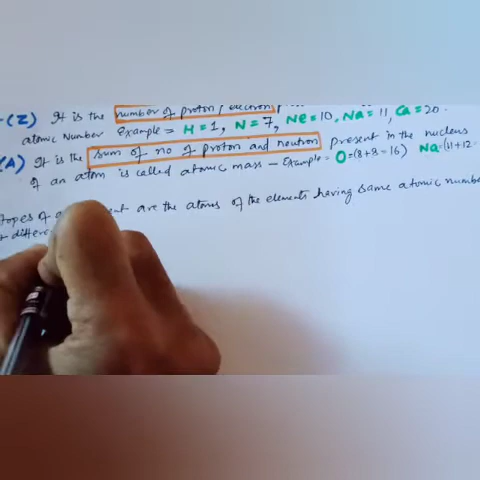 (Z) It is the number of proton / electron
atomic Number Example = H = 1, N = 7, Ne = 10, Na = 11, Ca = 20.
(A) It is the sum of no of proton and neutron present in the nucleus
of an atom is called atomic mass - Example = O = (8+8 = 16) Na = (11+12
topes of are the atoms of the elements having same atomic numbe